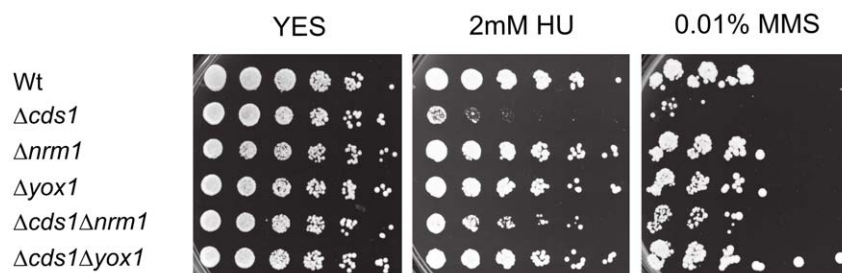 YES 2mM HU 0.01% MMS
Wt
Δcds1
Δnrm1
Δyox1
Δcds1Δnrm1
Δcds1Δyox1